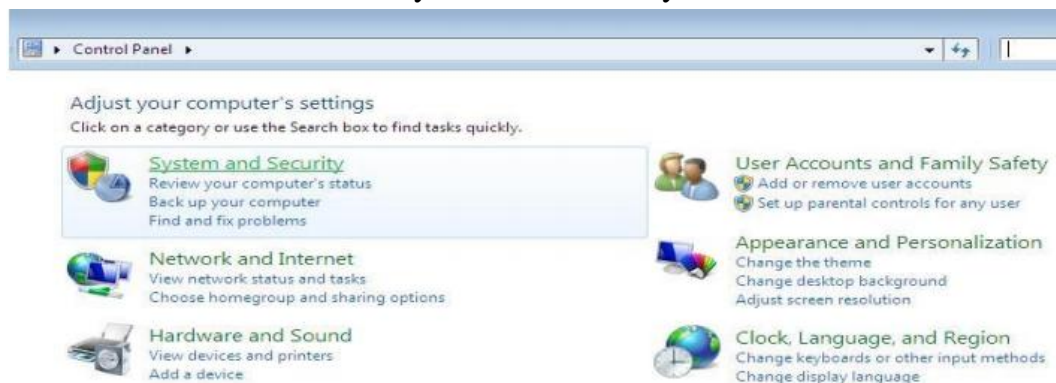 Control Panel
Adjust your computer's settings
Click on a category or use the Search box to find tasks quickly.
System and Security
Review your computer's status
Back up your computer
Find and fix problems
Network and Internet
View network status and tasks
Choose homegroup and sharing options
Hardware and Sound
View devices and printers
Add a device
User Accounts and Family Safety
Add or remove user accounts
Set up parental controls for any user
Appearance and Personalization
Change the theme
Change desktop background
Adjust screen resolution
Clock, Language, and Region
Change keyboards or other input methods
Change display language